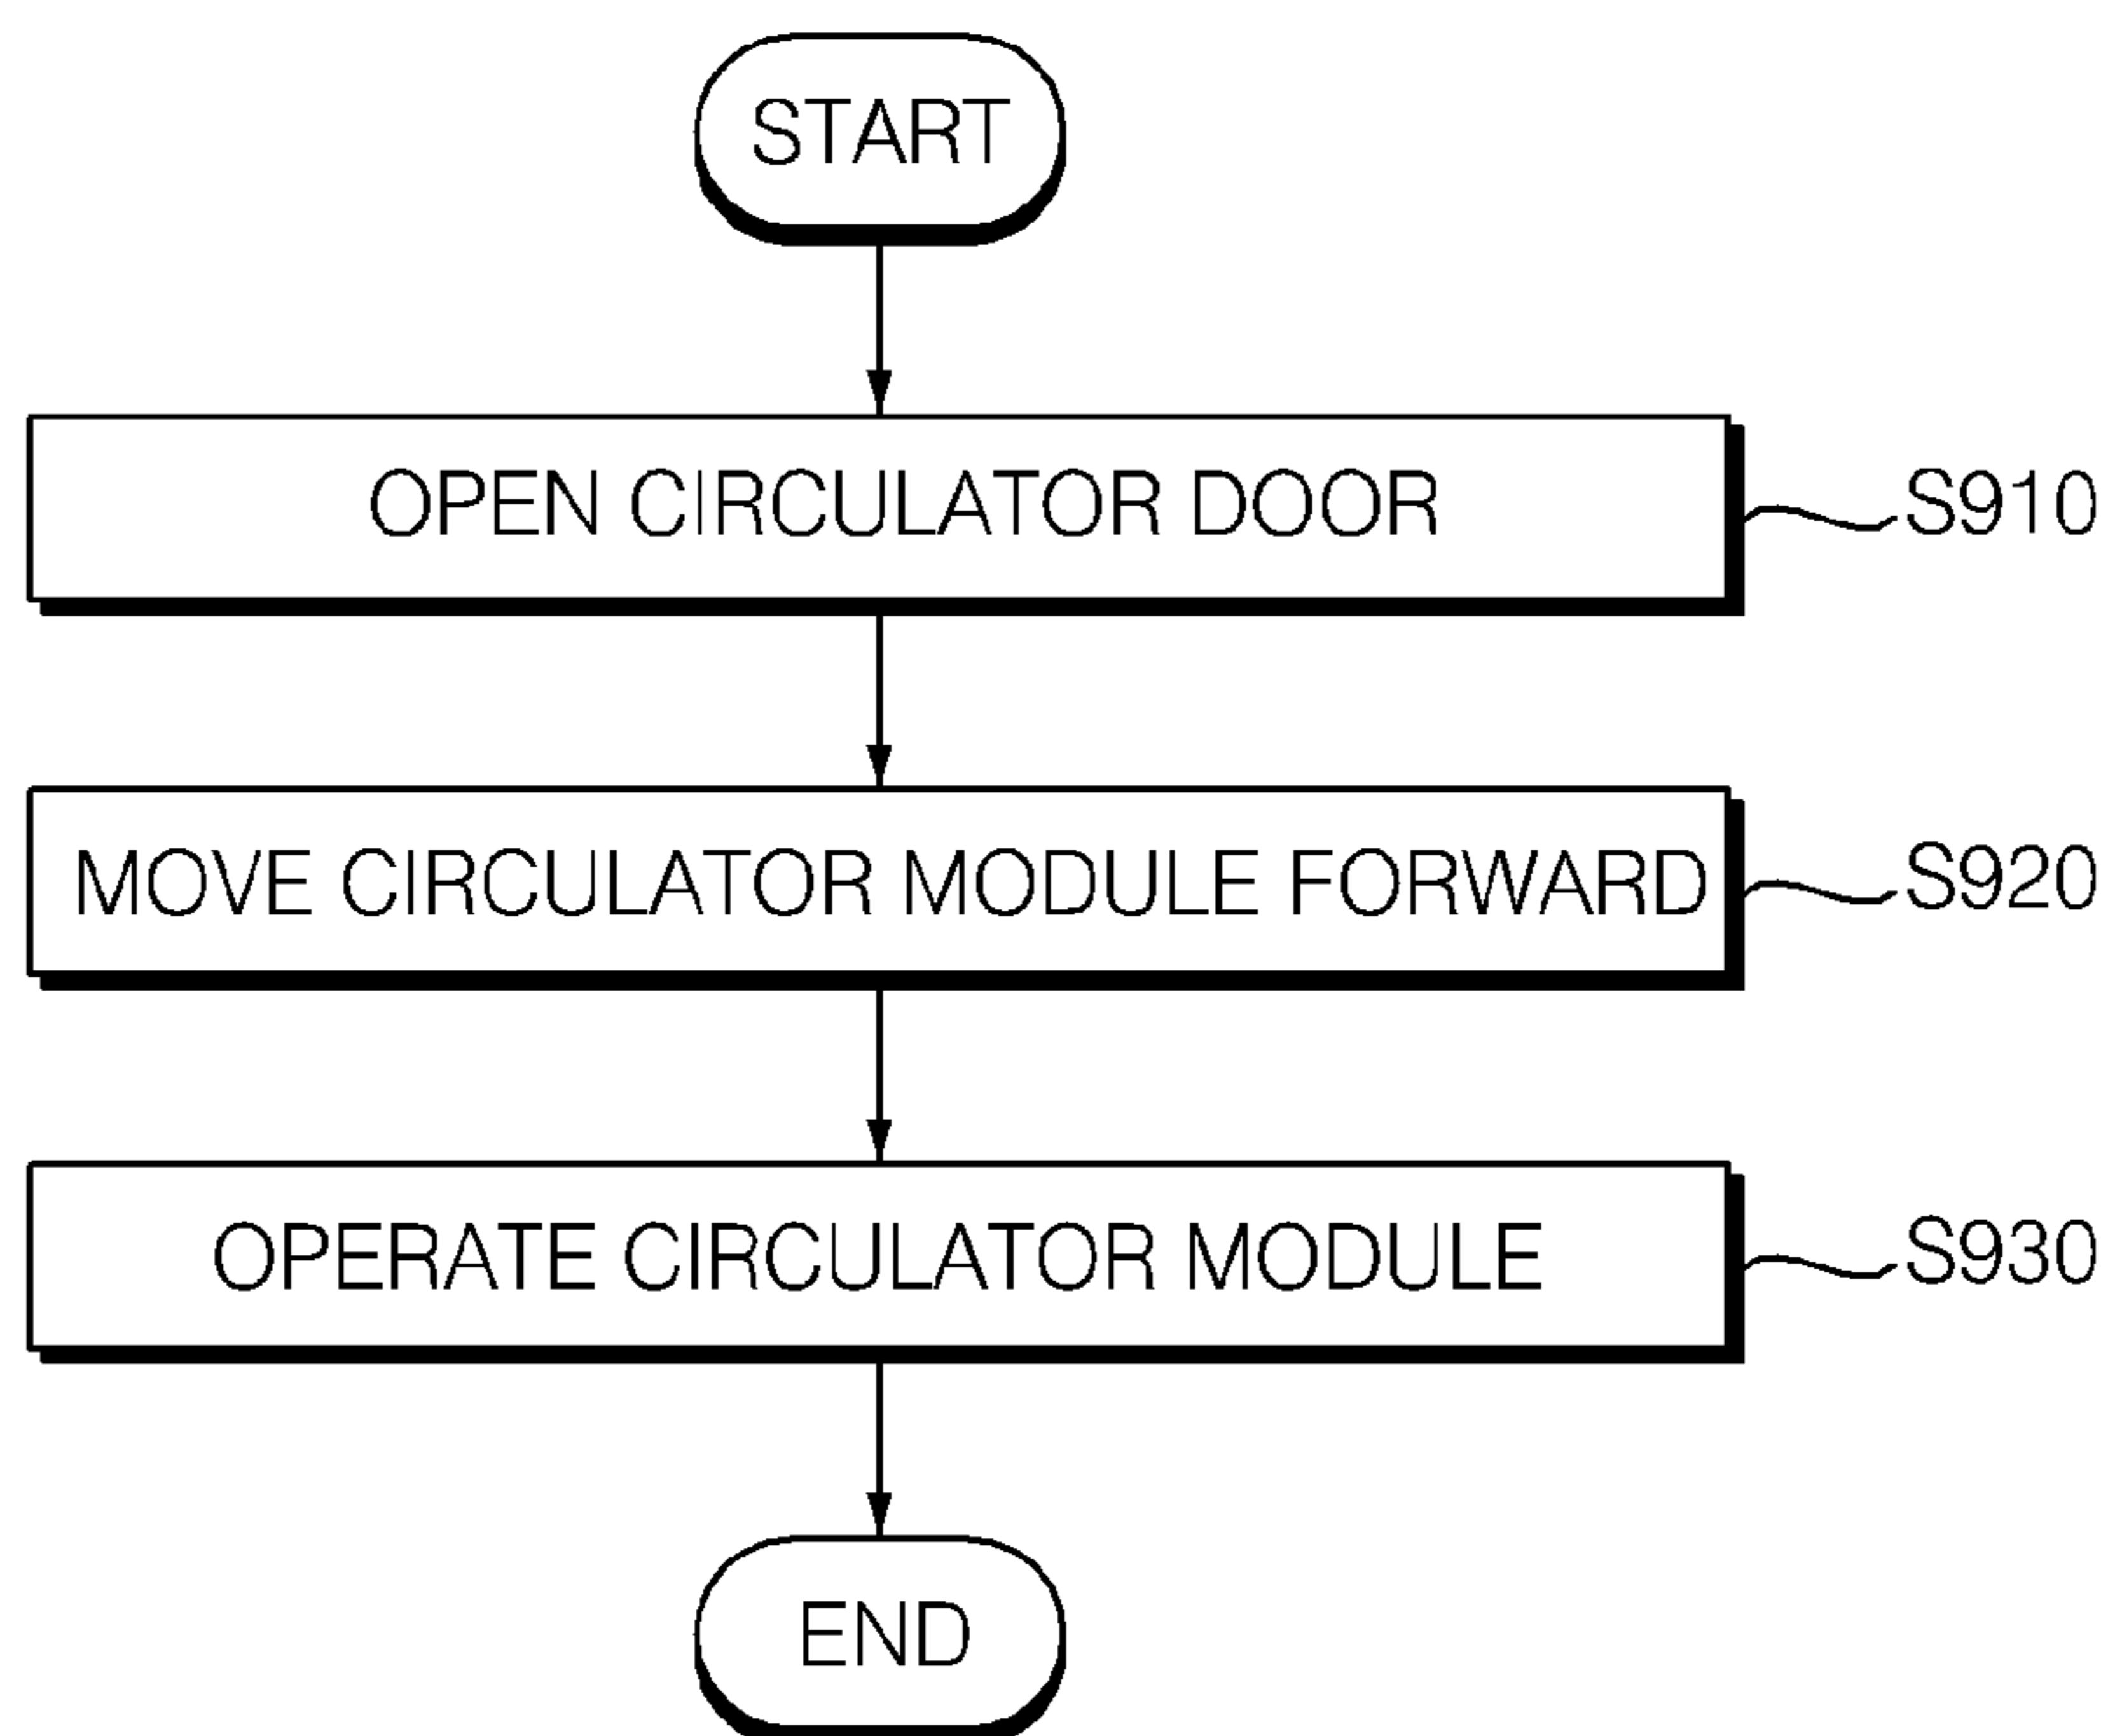 START
OPEN CIRCULATOR DOOR
S910
MOVE CIRCULATOR MODULE FORWARD
S920
OPERATE CIRCULATOR MODULE
S930
END